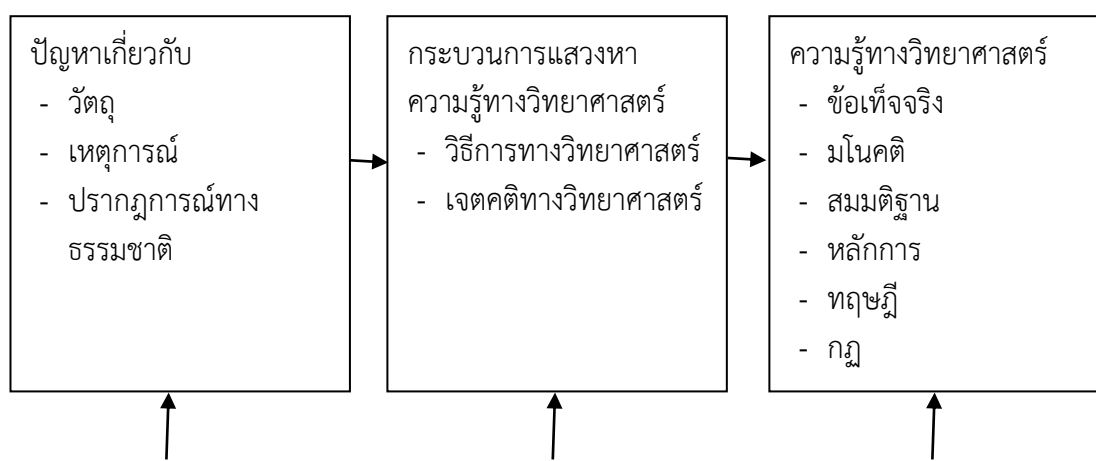 ปัญหาเกี่ยวกับ
- วัตถุ
- เหตุการณ์
- ปรากฏการณ์ทาง
ธรรมชาติ
กระบวนการแสวงหา
ความรู้ทางวิทยาศาสตร์
- วิธีการทางวิทยาศาสตร์
- เจตคติทางวิทยาศาสตร์
ความรู้ทางวิทยาศาสตร์
- ข้อเท็จจริง
- มโนคติ
- สมมติฐาน
- หลักการ
- ทฤษฎี
- กฏ